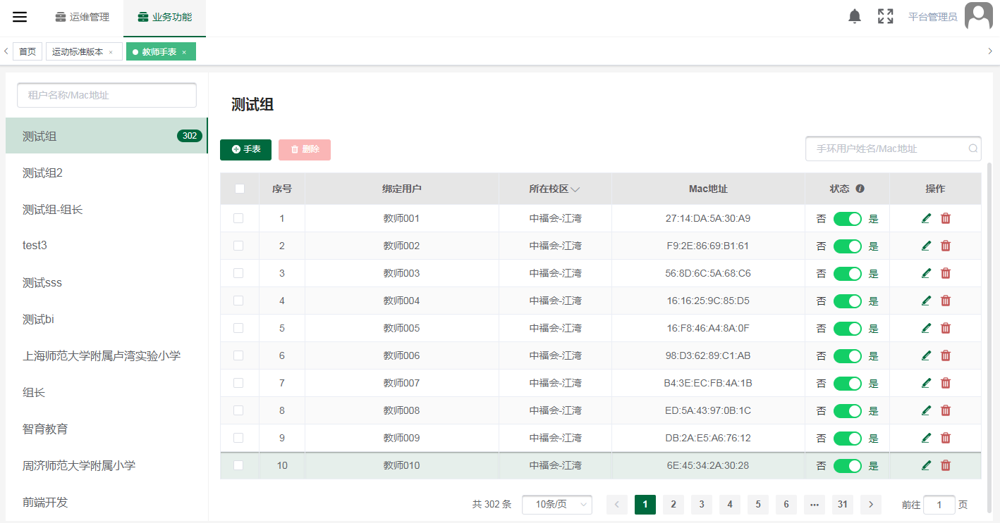 运维管理 业务功能 平台管理员
首页 运动标准版本 × 教师手表 ×
租户名称/Mac地址
测试组 302
测试组2
测试组-组长
test3
测试sss
测试bi
上海师范大学附属卢湾实验小学
组长
智育教育
周济师范大学附属小学
前端开发
测试组
手表 删除 手环用户姓名/Mac地址
序号 绑定用户 所在校区 Mac地址 状态 操作
1 教师001 中福会-江湾 27:14:DA:5A:30:A9 否 是
2 教师002 中福会-江湾 F9:2E:86:69:B1:61 否 是
3 教师003 中福会-江湾 56:8D:6C:5A:68:C6 否 是
4 教师004 中福会-江湾 16:16:25:9C:85:D5 否 是
5 教师005 中福会-江湾 16:F8:46:A4:8A:0F 否 是
6 教师006 中福会-江湾 98:D3:62:89:C1:AB 否 是
7 教师007 中福会-江湾 B4:3E:EC:FB:4A:1B 否 是
8 教师008 中福会-江湾 ED:5A:43:97:0B:1C 否 是
9 教师009 中福会-江湾 DB:2A:E5:A6:76:12 否 是
10 教师010 中福会-江湾 6E:45:34:2A:30:28 否 是
共 302 条 10条/页 1 2 3 4 5 6 ••• 31 前往 1 页